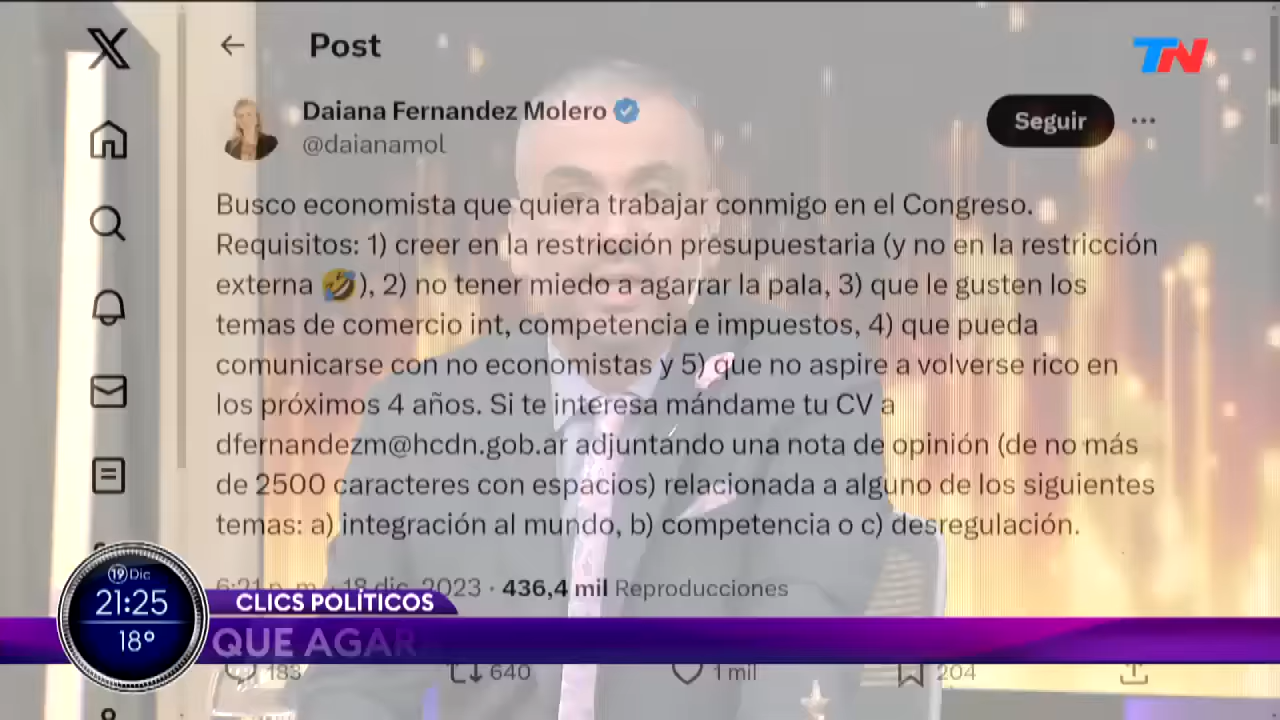 Post
TN
Daiana Fernandez Molero
@daianamol
Seguir
Busco economista que quiera trabajar conmigo en el Congreso.
Requisitos: 1) creer en la restricción presupuestaria (y no en la restricción
externa 🤣), 2) no tener miedo a agarrar la pala, 3) que le gusten los
temas de comercio int, competencia e impuestos, 4) que pueda
comunicarse con no economistas y 5) que no aspire a volverse rico en
los próximos 4 años. Si te interesa mándame tu CV a
dfernandezm@hcdn.gob.ar adjuntando una nota de opinión (de no más
de 2500 caracteres con espacios) relacionada a alguno de los siguientes
temas: a) integración al mundo, b) competencia o c) desregulación.
6:21 p. m. · 18 dic. 2023 · 436,4 mil Reproducciones
19 Dic
21:25
18°
CLICS POLÍTICOS
QUE AGAR
183 640 1 mil 204